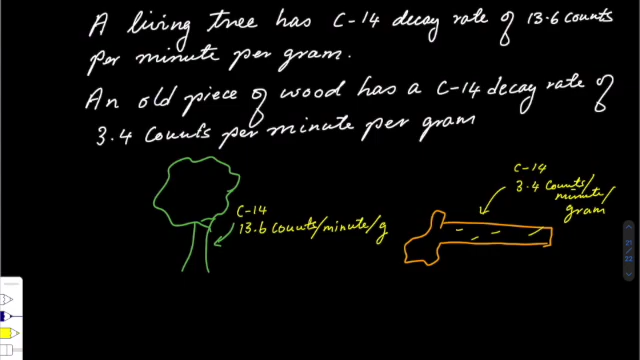 A living tree has C-14 decay rate of 13.6 counts
per minute per gram.
An old piece of wood has a C-14 decay rate of
3.4 Counts per minute per gram
C-14
13.6 Counts/minute/g
C-14
3.4 Counts/
minute/
gram
21
22